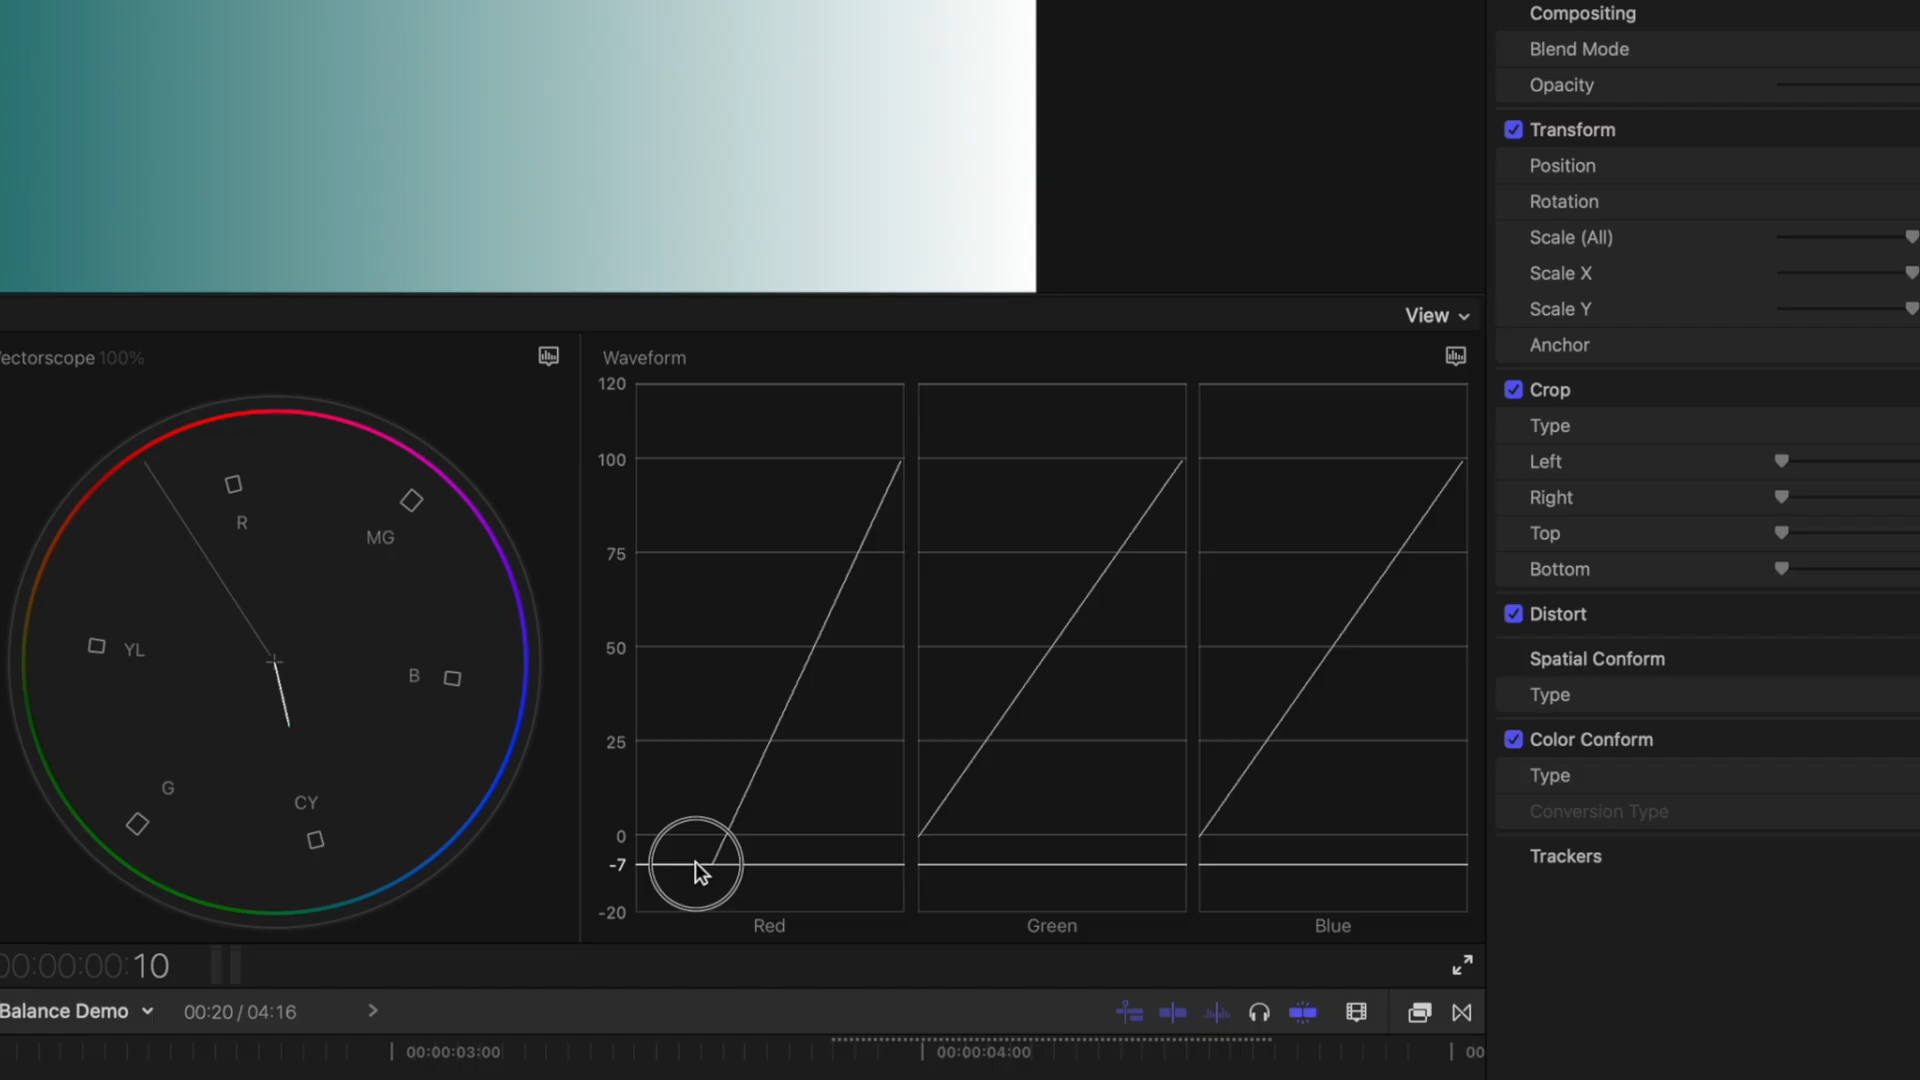 Compositing
Blend Mode
Opacity
Transform
Position
Rotation
Scale (All)
Scale X
Scale Y
Anchor
Crop
Type
Left
Right
Top
Bottom
Distort
Spatial Conform
Type
Color Conform
Type
Conversion Type
Trackers
View
ectorscope 100%
R
MG
YL
B
G
CY
Waveform
120
100
75
50
25
0
-7
-20
Red
Green
Blue
00:00:00:10
Balance Demo
00:20 / 04:16
00:00:03:00
00:00:04:00
00